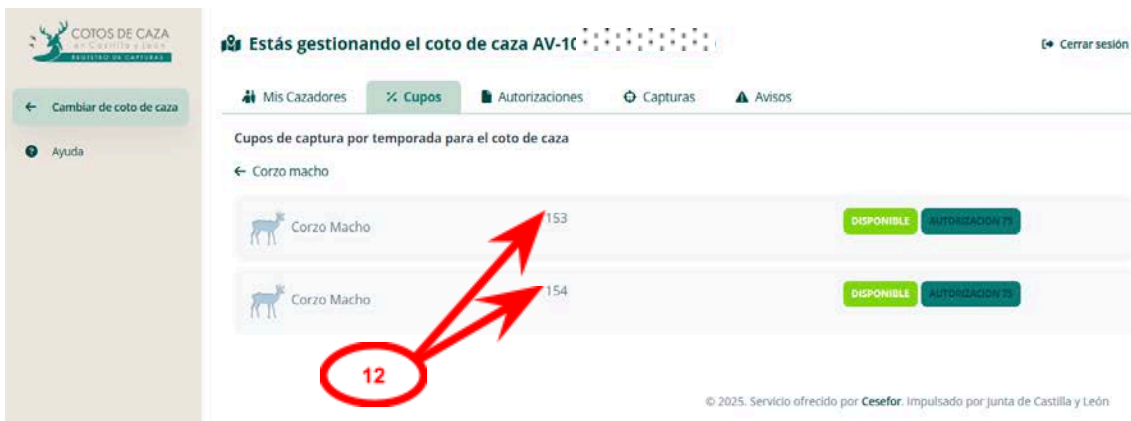 COTOS DE CAZA
en Castilla y León
REGISTRO DE CAPTURAS
Estás gestionando el coto de caza AV-10
Cerrar sesión
Cambiar de coto de caza
Ayuda
Mis Cazadores
Cupos
Autorizaciones
Capturas
Avisos
Cupos de captura por temporada para el coto de caza
Corzo macho
Corzo Macho
153
DISPONIBLE
AUTORIZACION 75
Corzo Macho
154
DISPONIBLE
AUTORIZACION 75
12
© 2025. Servicio ofrecido por Cesefor. Impulsado por Junta de Castilla y León